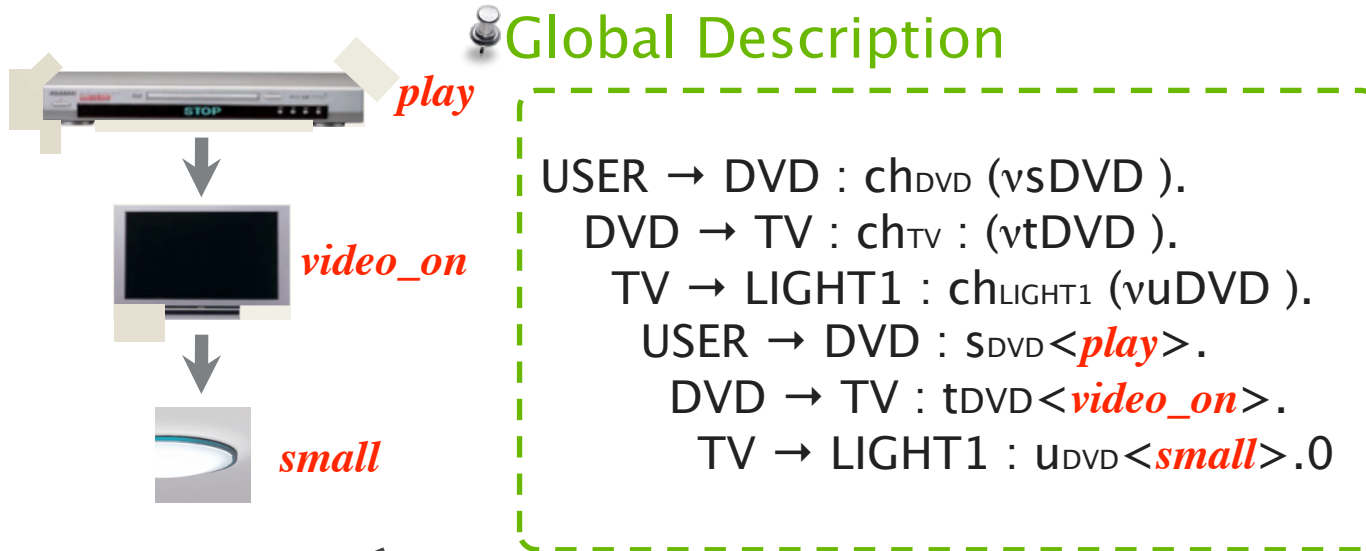 Global Description
play
STOP
USER → DVD : chDVD (νsDVD ).
DVD → TV : chTV : (νtDVD ).
video_on
TV → LIGHT1 : chLIGHT1 (νuDVD ).
USER → DVD : sDVD<play>.
DVD → TV : tDVD<video_on>.
small
TV → LIGHT1 : uDVD<small>.0